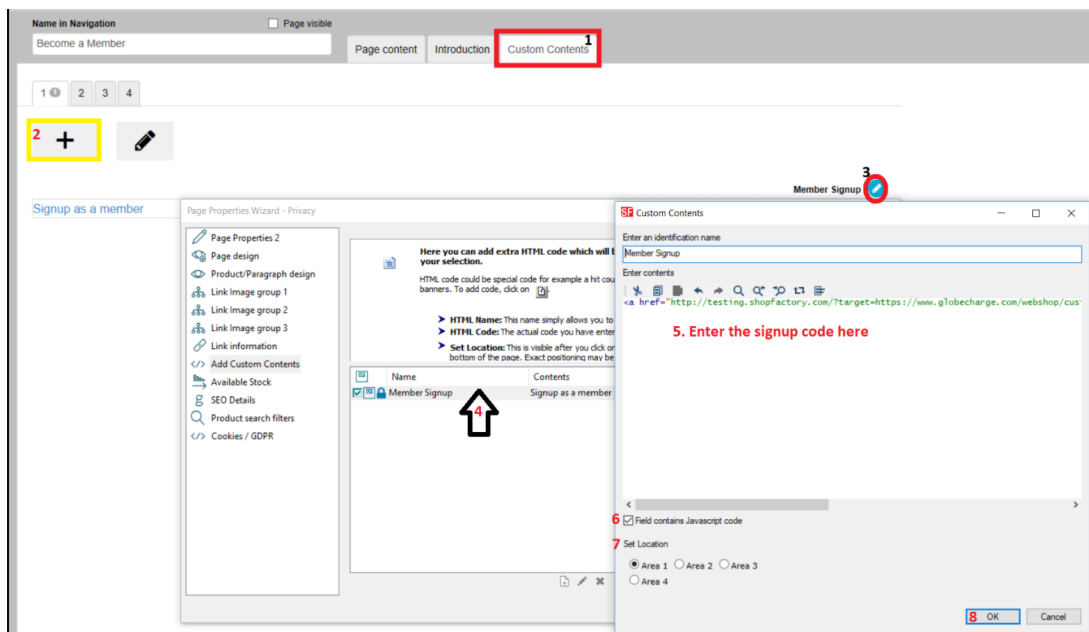 Name in Navigation
Page visible
Become a Member
Page content
Introduction
Custom Contents
1
1
2
3
4
2
3
Member Signup
Signup as a member
Page Properties Wizard - Privacy
Page Properties 2
Page design
Product/Paragraph design
Link Image group 1
Link Image group 2
Link Image group 3
Link information
Add Custom Contents
Available Stock
SEO Details
Product search filters
Cookies / GDPR
Here you can add extra HTML code which will
your selection.
HTML code could be special code for example a hit cou
banners. To add code, click on
HTML Name: This name simply allows you to
HTML Code: The actual code you have enter
Set Location: This is visible after you click or
bottom of the page. Exact positioning may be
Name
Contents
Member Signup
Signup as a member
4
SF Custom Contents
Enter an identification name
Member Signup
Enter contents
<a href="http://testing.shopfactory.com/?target=https://www.globecharge.com/webshop/cus
5. Enter the signup code here
6 Field contains Javascript code
7 Set Location
Area 1
Area 2
Area 3
Area 4
8 OK
Cancel